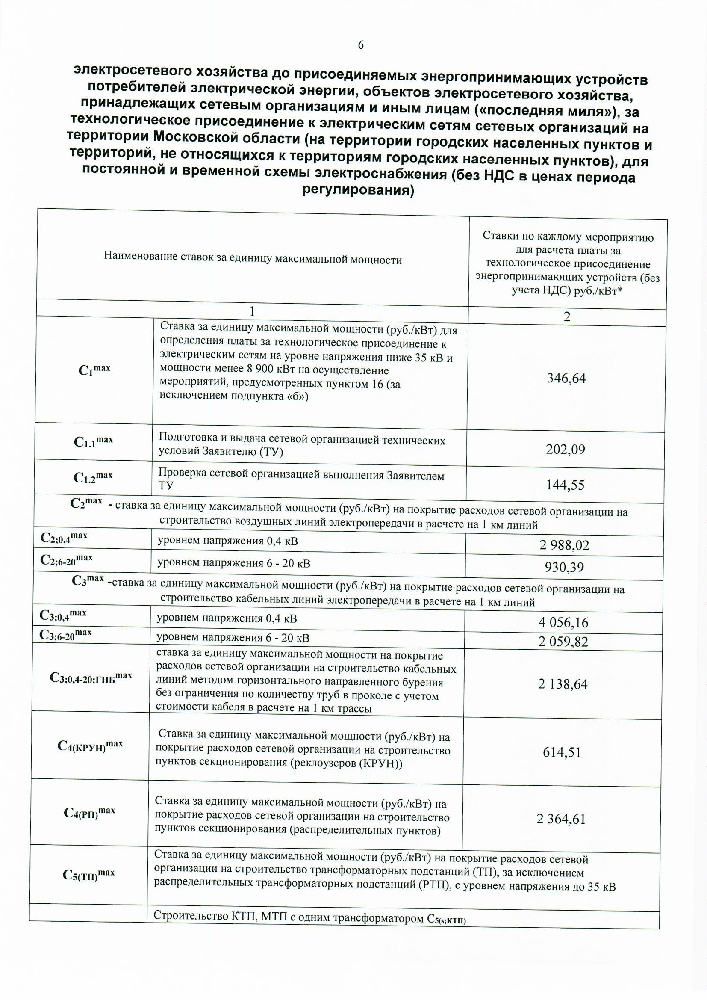 6
электросетевого хозяйства до присоединяемых энергопринимающих устройств
потребителей электрической энергии, объектов электросетевого хозяйства,
принадлежащих сетевым организациям и иным лицам («последняя миля»), за
технологическое присоединение к электрическим сетям сетевых организаций на
территории Московской области (на территории городских населенных пунктов и
территорий, не относящихся к территориям городских населенных пунктов), для
постоянной и временной схемы электроснабжения (без НДС в ценах периода
регулирования)
Наименование ставок за единицу максимальной мощности
Ставки по каждому мероприятию
для расчета платы за
технологическое присоединение
энергопринимающих устройств (без
учета НДС) руб./кВт*
1
2
C1max
Ставка за единицу максимальной мощности (руб./кВт) для
определения платы за технологическое присоединение к
электрическим сетям на уровне напряжения ниже 35 кВ и
мощности менее 8 900 кВт на осуществление
мероприятий, предусмотренных пунктом 16 (за
исключением подпункта «б»)
346,64
C1.1max
Подготовка и выдача сетевой организацией технических
условий Заявителю (ТУ)
202,09
C1.2max
Проверка сетевой организацией выполнения Заявителем
ТУ
144,55
C2max - ставка за единицу максимальной мощности (руб./кВт) на покрытие расходов сетевой организации на
строительство воздушных линий электропередачи в расчете на 1 км линий
C2;0,4max
уровнем напряжения 0,4 кВ
2 988,02
C2;6-20max
уровнем напряжения 6 - 20 кВ
930,39
C3max -ставка за единицу максимальной мощности (руб./кВт) на покрытие расходов сетевой организации на
строительство кабельных линий электропередачи в расчете на 1 км линий
C3;0,4max
уровнем напряжения 0,4 кВ
4 056,16
C3;6-20max
уровнем напряжения 6 - 20 кВ
2 059,82
C3;0,4-20;ГНБmax
ставка за единицу максимальной мощности на покрытие
расходов сетевой организации на строительство кабельных
линий методом горизонтального направленного бурения
без ограничения по количеству труб в проколе с учетом
стоимости кабеля в расчете на 1 км трассы
2 138,64
C4(КРУН)max
Ставка за единицу максимальной мощности (руб./кВт) на
покрытие расходов сетевой организации на строительство
пунктов секционирования (реклоузеров (КРУН))
614,51
C4(РП)max
Ставка за единицу максимальной мощности (руб./кВт) на
покрытие расходов сетевой организации на строительство
пунктов секционирования (распределительных пунктов)
2 364,61
C5(ТП)max
Ставка за единицу максимальной мощности (руб./кВт) на покрытие расходов сетевой
организации на строительство трансформаторных подстанций (ТП), за исключением
распределительных трансформаторных подстанций (РТП), с уровнем напряжения до 35 кВ
Строительство КТП, МТП с одним трансформатором C5(s;КТП)